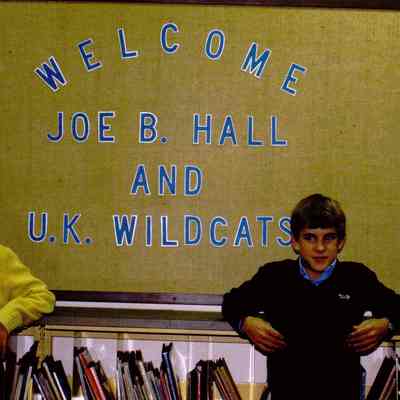 WELCOME
JOE B. HALL
AND
U.K. WILDCATS